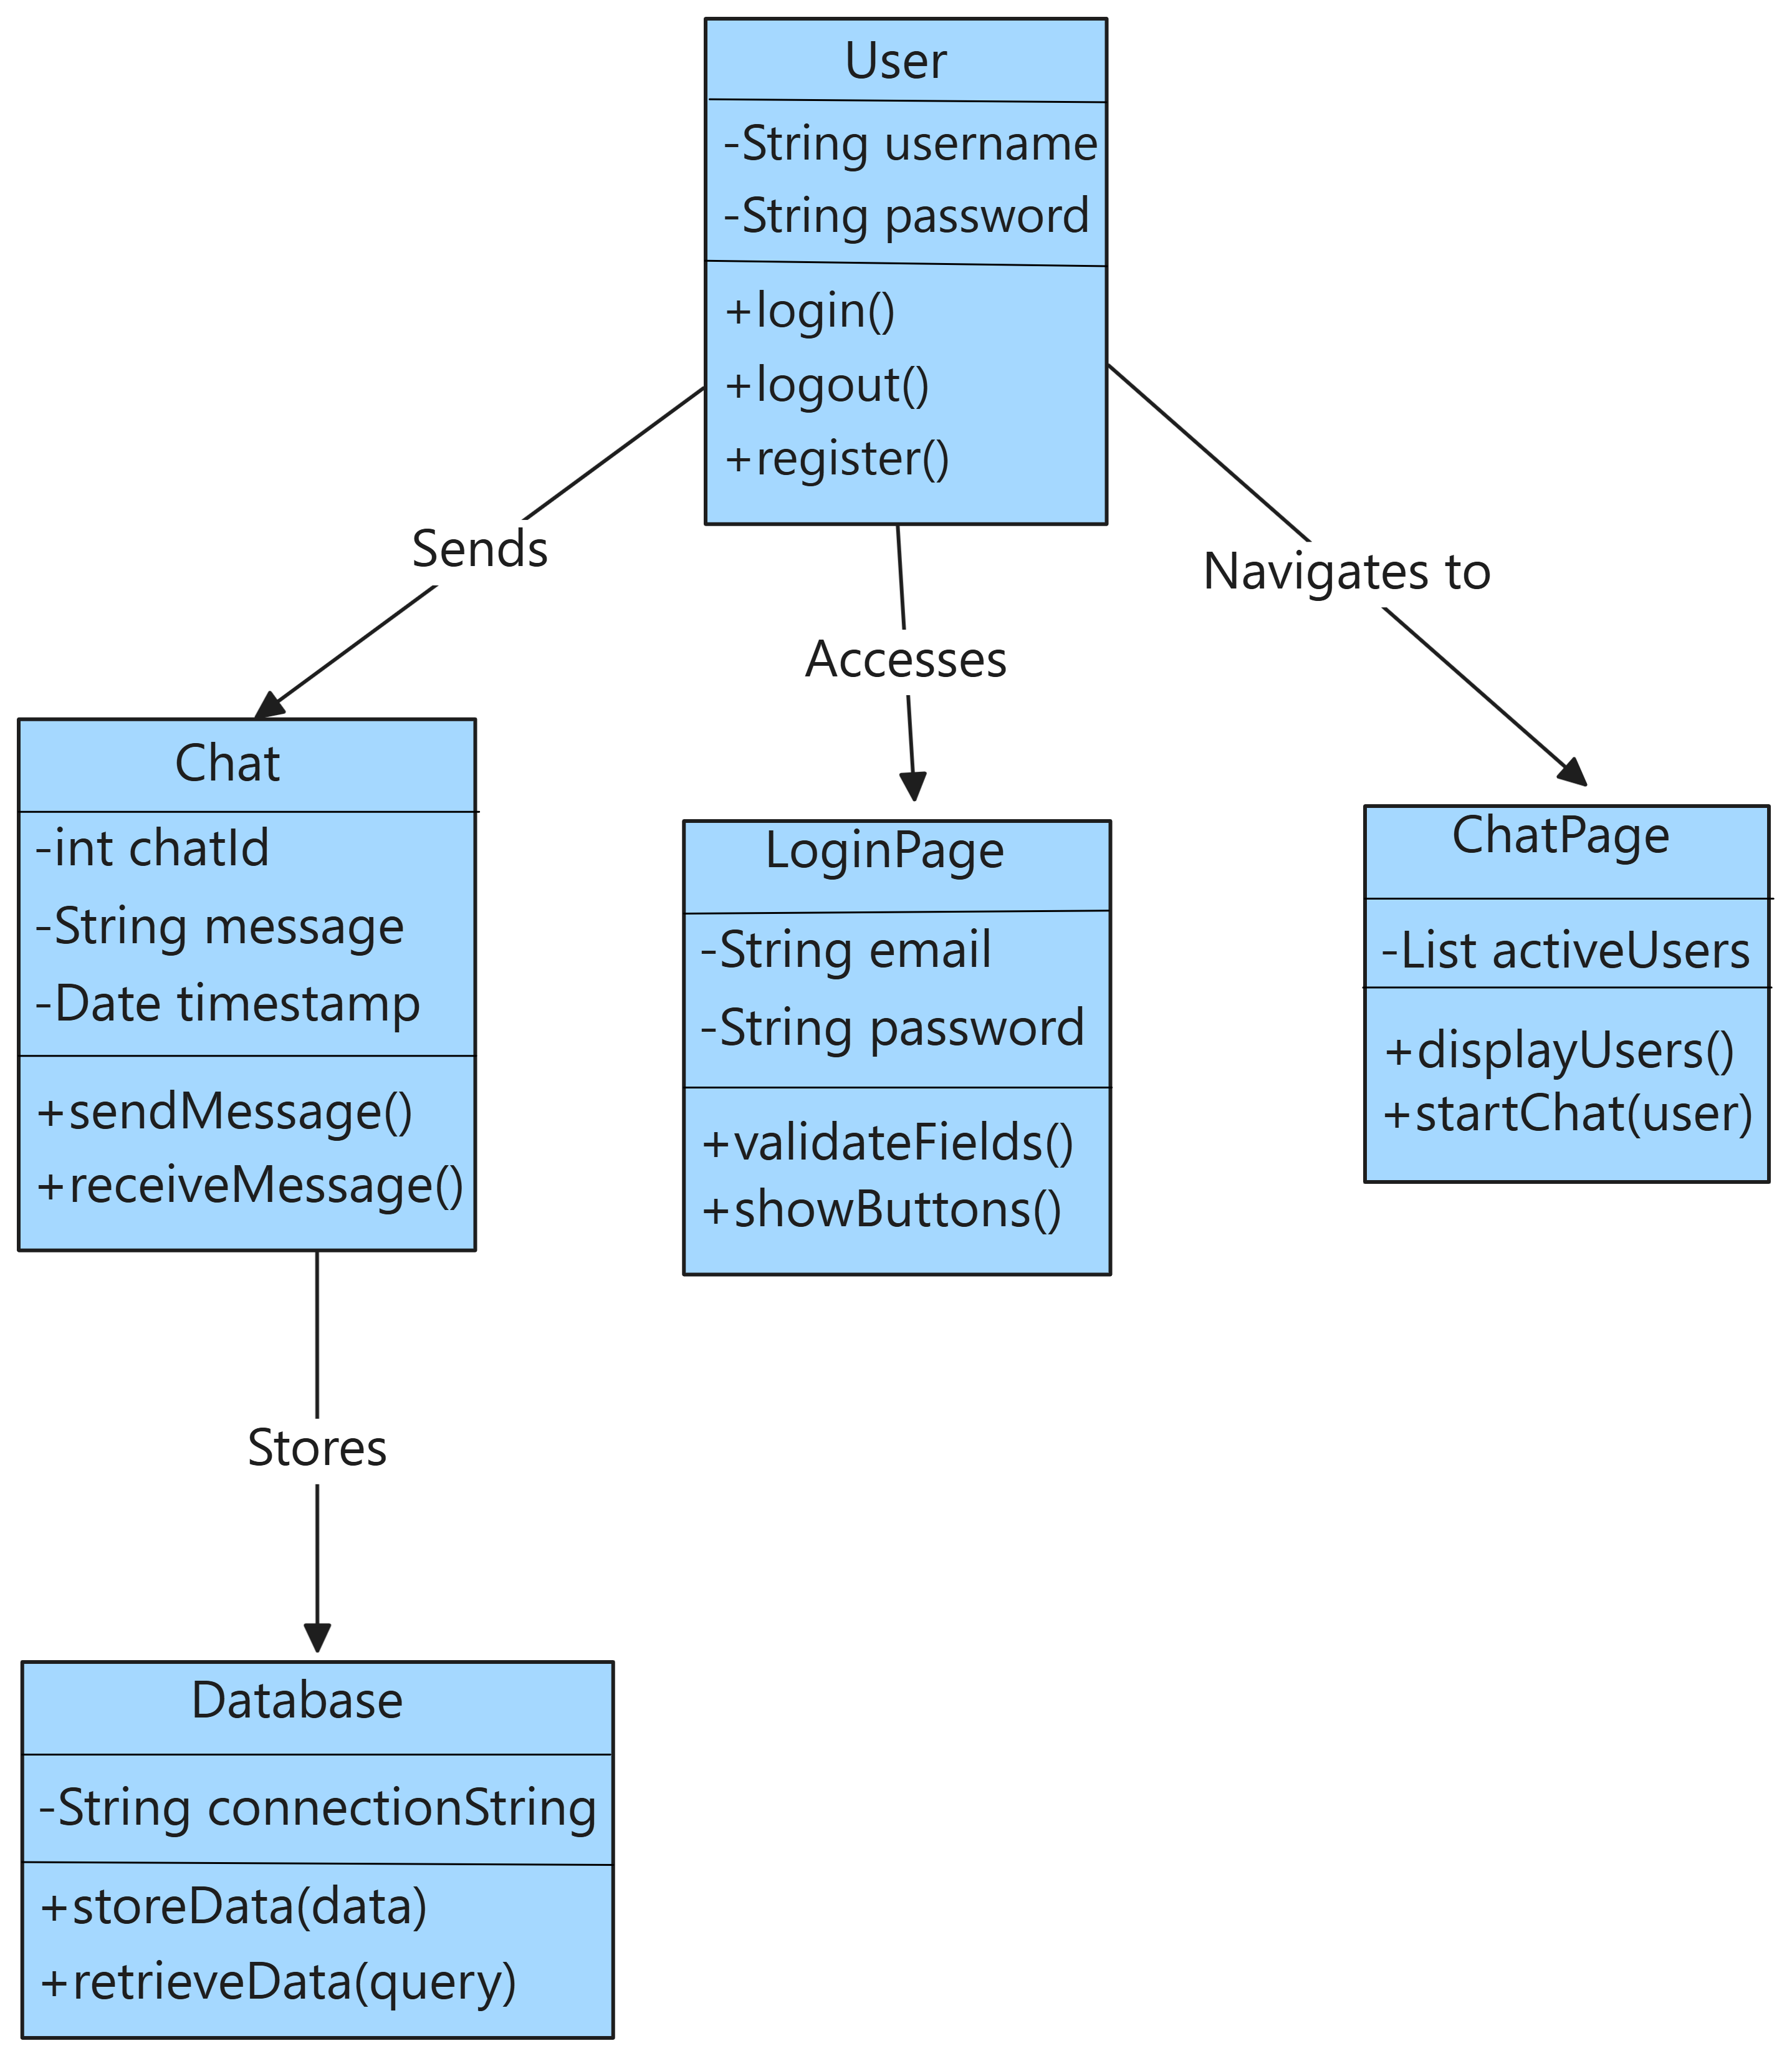 User
-String username
-String password
+login()
+logout()
+register()
Sends
Accesses
Navigates to
Chat
-int chatId
-String message
-Date timestamp
+sendMessage()
+receiveMessage()
LoginPage
-String email
-String password
+validateFields()
+showButtons()
ChatPage
-List activeUsers
+displayUsers()
+startChat(user)
Stores
Database
-String connectionString
+storeData(data)
+retrieveData(query)